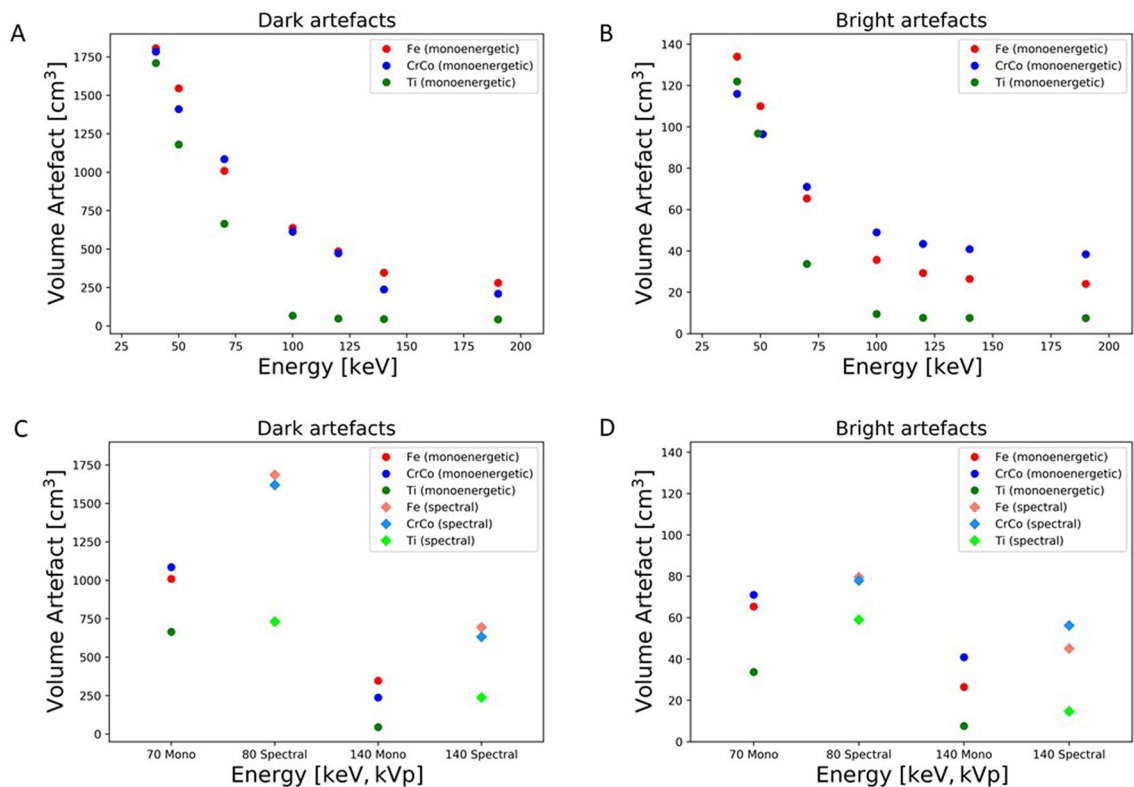 A
Dark artefacts
Volume Artefact [cm³]
1750
1500
1250
1000
750
500
250
0
Fe (monoenergetic)
CrCo (monoenergetic)
Ti (monoenergetic)
25 50 75 100 125 150 175 200
Energy [keV]
B
Bright artefacts
Volume Artefact [cm³]
140
120
100
80
60
40
20
0
Fe (monoenergetic)
CrCo (monoenergetic)
Ti (monoenergetic)
25 50 75 100 125 150 175 200
Energy [keV]
C
Dark artefacts
Volume Artefact [cm³]
1750
1500
1250
1000
750
500
250
0
Fe (monoenergetic)
CrCo (monoenergetic)
Ti (monoenergetic)
Fe (spectral)
CrCo (spectral)
Ti (spectral)
70 Mono 80 Spectral 140 Mono 140 Spectral
Energy [keV, kVp]
D
Bright artefacts
Volume Artefact [cm³]
140
120
100
80
60
40
20
0
Fe (monoenergetic)
CrCo (monoenergetic)
Ti (monoenergetic)
Fe (spectral)
CrCo (spectral)
Ti (spectral)
70 Mono 80 Spectral 140 Mono 140 Spectral
Energy [keV, kVp]